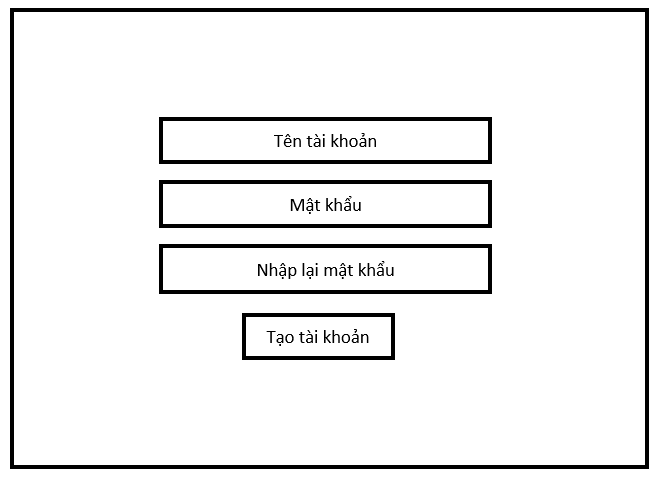 Tên tài khoản
Mật khẩu
Nhập lại mật khẩu
Tạo tài khoản